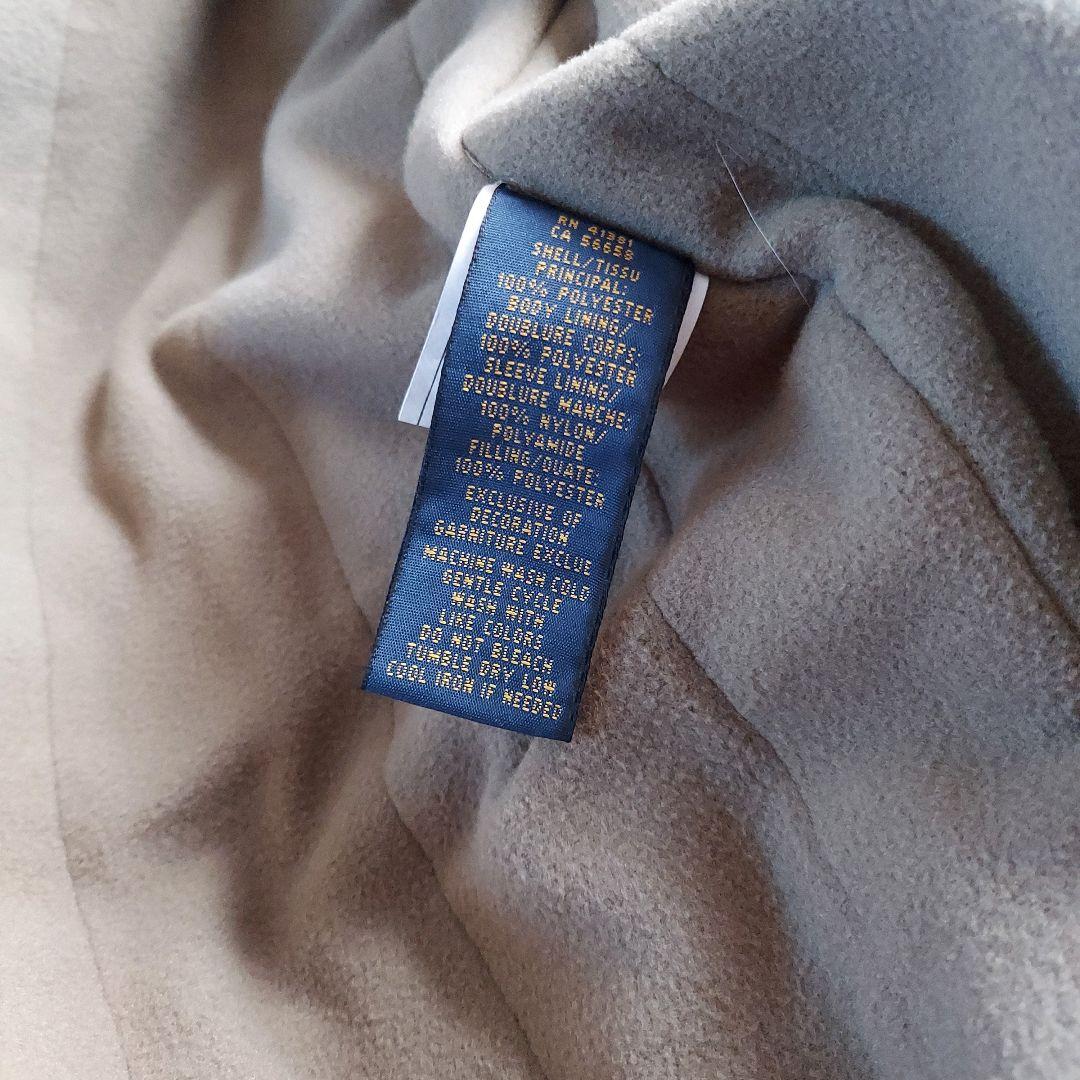 RN 41381
CA 56656
SHELL/TISSU
PRINCIPAL:
100% POLYESTER
BODY LINING/
DOUBLURE CORPS:
100% POLYESTER
SLEEVE LINING/
DOUBLURE MANCHE:
100% NYLON/
POLYAMIDE
FILLING/OUATE:
100% POLYESTER
EXCLUSIVE OF
DECORATION
GARNITURE EXCLUE
MACHINE WASH COLD
GENTLE CYCLE
WASH WITH
LIKE COLORS
DO NOT BLEACH
TUMBLE DRY LOW
COOL IRON IF NEEDED